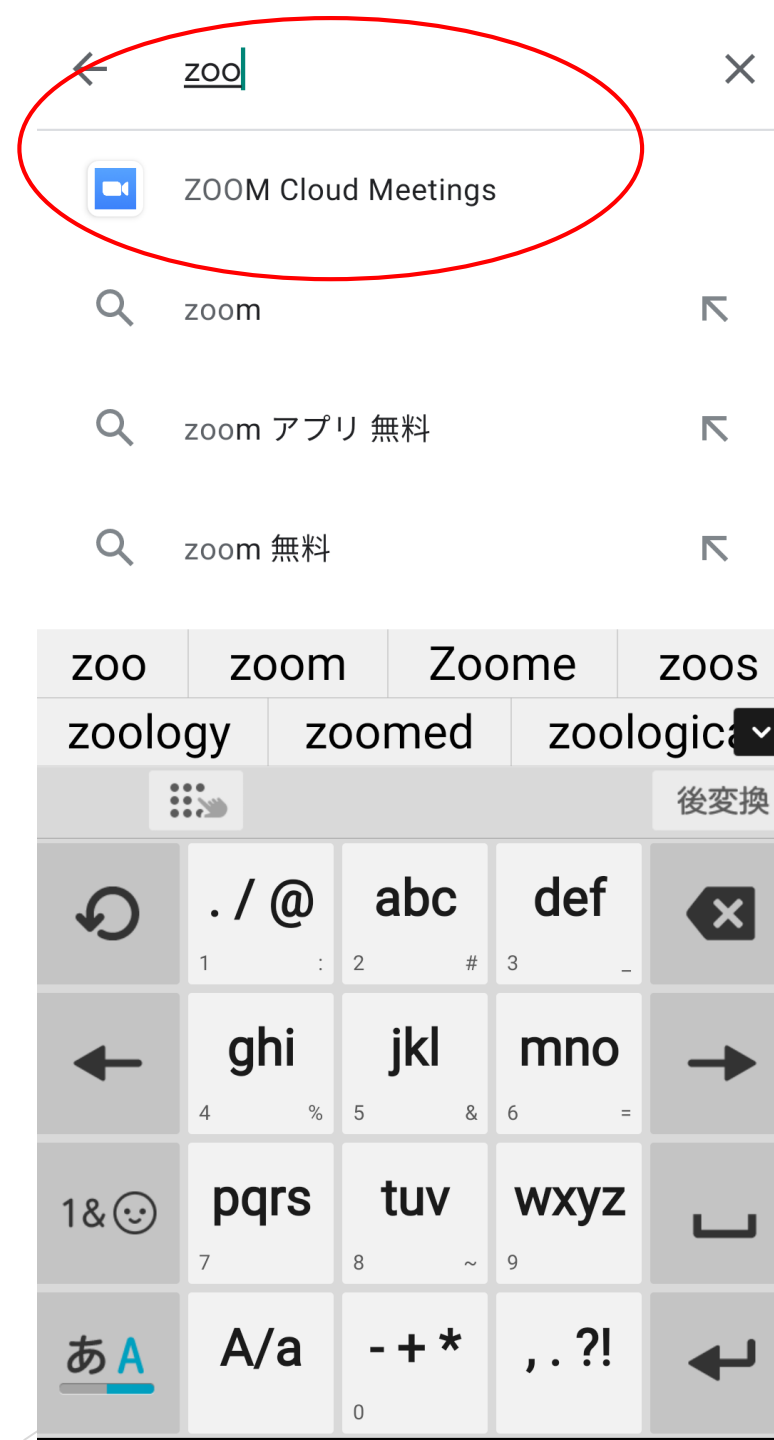 zoo
ZOOM Cloud Meetings
zoom
zoom アプリ 無料
zoom 無料
zoo zoom Zoome zoos
zoology zoomed
後変換
. / @ abc def
1 : 2 # 3 _
ghi jkl mno
4 % 5 & 6 =
1& pqrs tuv wxyz
7 8 ~ 9
あA A/a - + * , . ?!
0